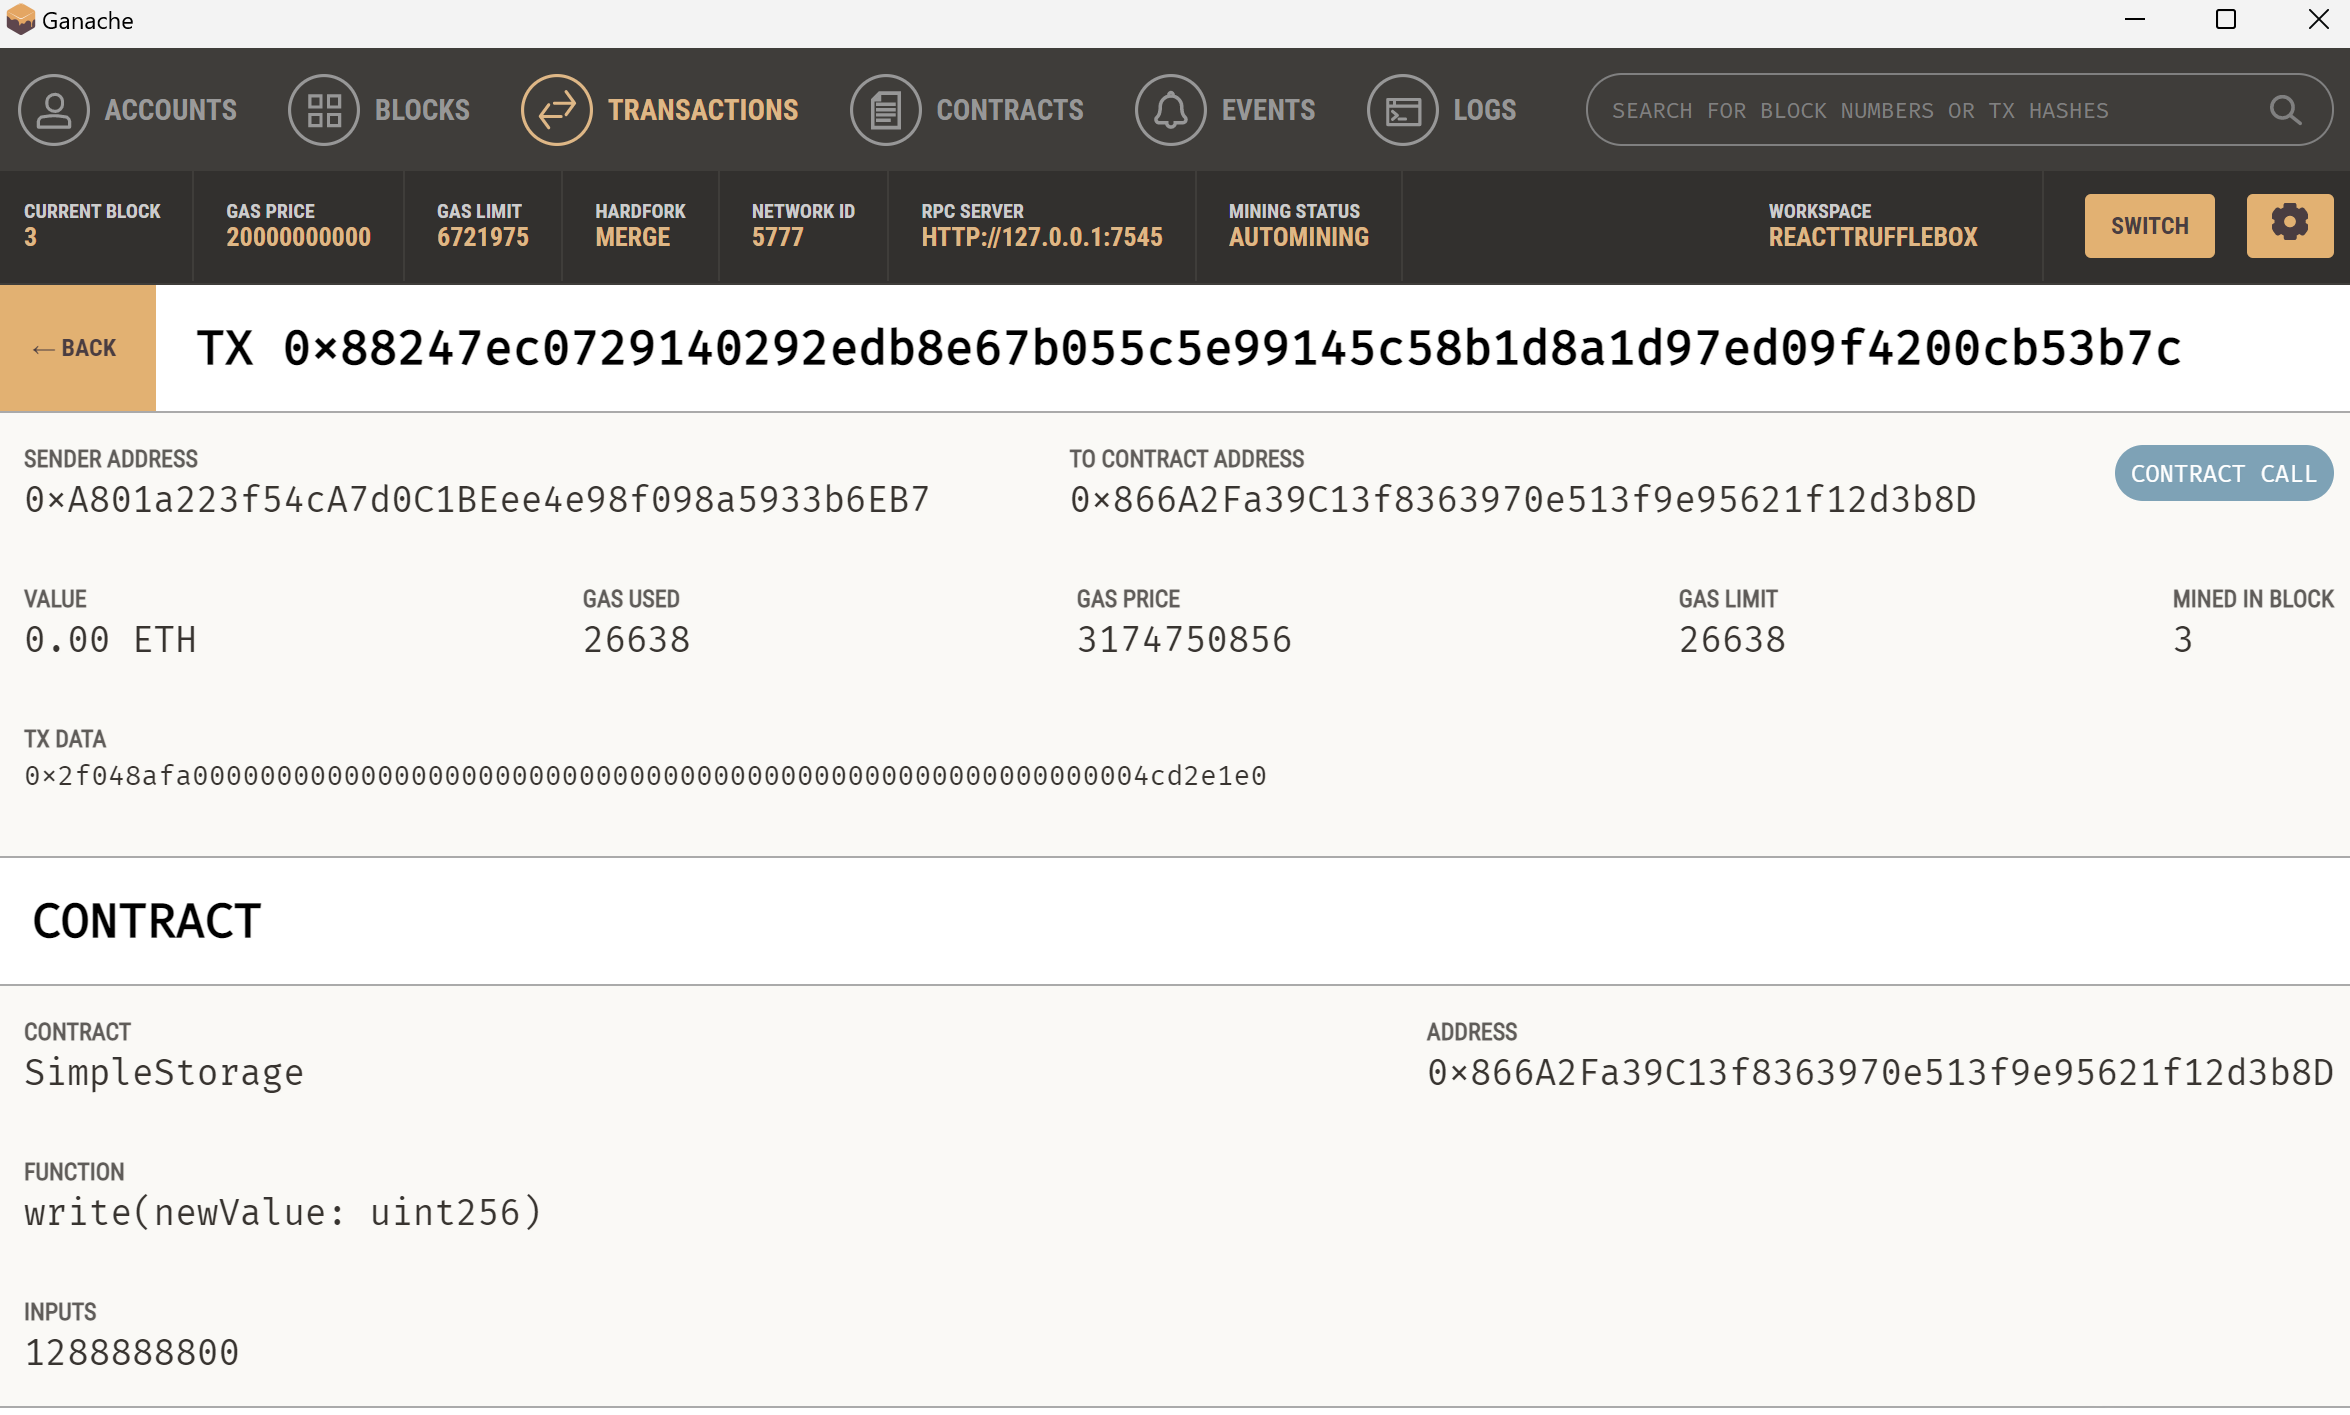 Ganache
ACCOUNTS BLOCKS TRANSACTIONS CONTRACTS EVENTS LOGS SEARCH FOR BLOCK NUMBERS OR TX HASHES
CURRENT BLOCK GAS PRICE GAS LIMIT HARDFORK NETWORK ID RPC SERVER MINING STATUS WORKSPACE
3 20000000000 6721975 MERGE 5777 HTTP://127.0.0.1:7545 AUTOMINING REACTTRUFFLEBOX
SWITCH
← BACK TX 0×88247ec0729140292edb8e67b055c5e99145c58b1d8a1d97ed09f4200cb53b7c
SENDER ADDRESS TO CONTRACT ADDRESS
0×A801a223f54cA7d0C1BEee4e98f098a5933b6EB7 0×866A2Fa39C13f8363970e513f9e95621f12d3b8D
CONTRACT CALL
VALUE GAS USED GAS PRICE GAS LIMIT MINED IN BLOCK
0.00 ETH 26638 3174750856 26638 3
TX DATA
0×2f048afa000000000000000000000000000000000000000000000000000000004cd2e1e0
CONTRACT
CONTRACT ADDRESS
SimpleStorage 0×866A2Fa39C13f8363970e513f9e95621f12d3b8D
FUNCTION
write(newValue: uint256)
INPUTS
1288888800